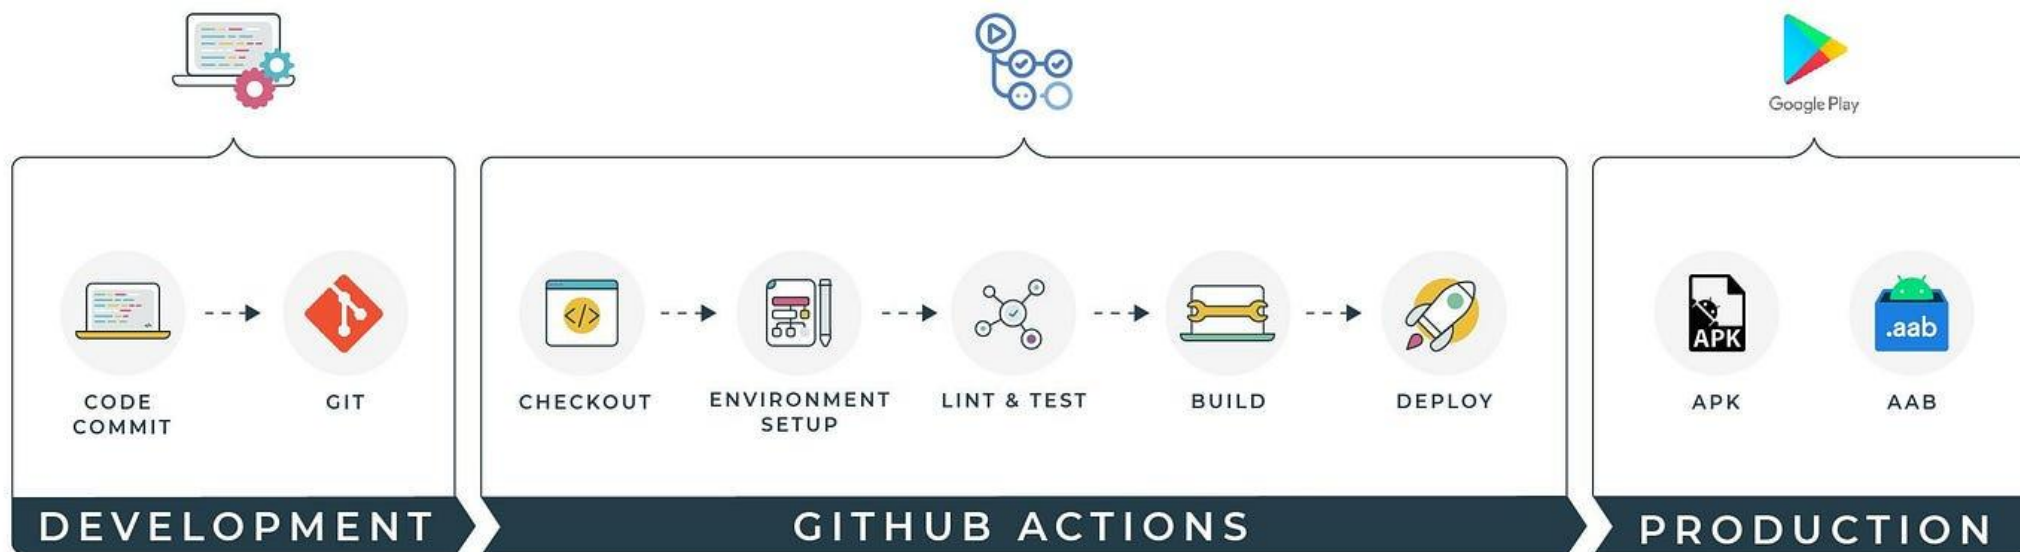 Google Play
CODE
COMMIT
GIT
CHECKOUT
ENVIRONMENT
SETUP
LINT & TEST
BUILD
DEPLOY
APK
APK
.aab
AAB
</>
DEVELOPMENT
GITHUB ACTIONS
PRODUCTION